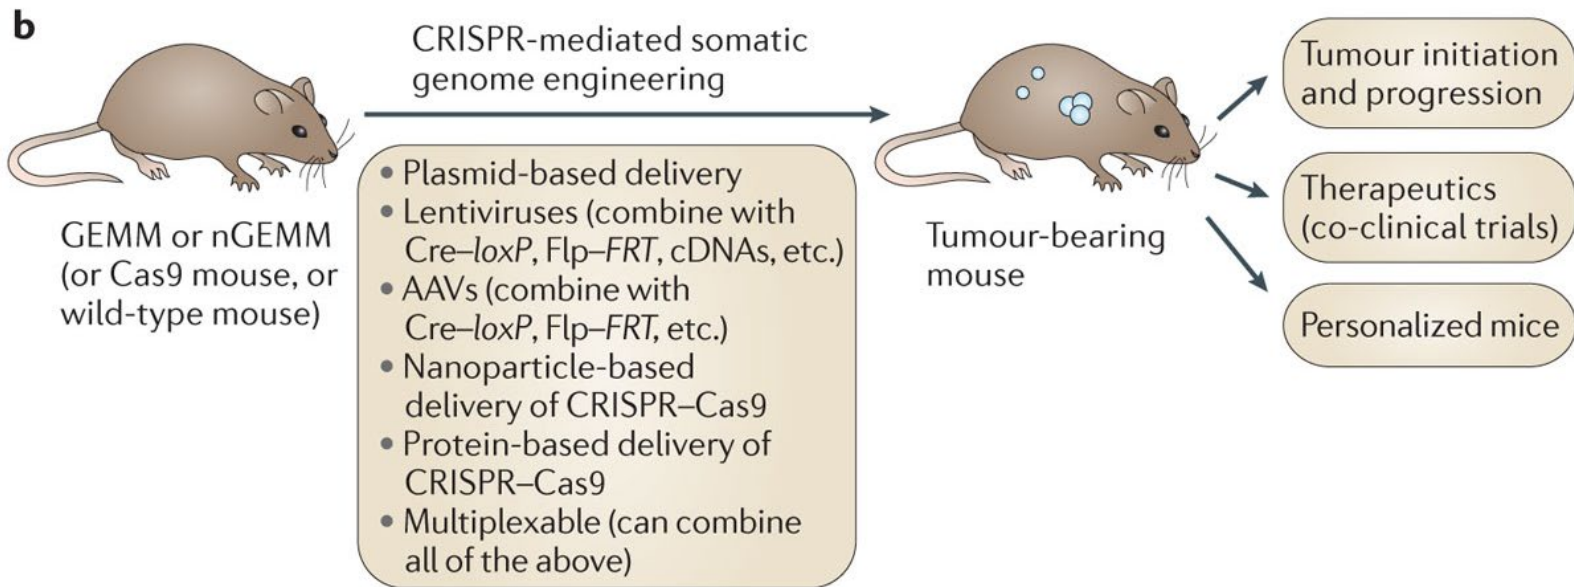 b
CRISPR-mediated somatic
genome engineering
GEMM or nGEMM
(or Cas9 mouse, or
wild-type mouse)
• Plasmid-based delivery
• Lentiviruses (combine with
Cre–loxP, Flp–FRT, cDNAs, etc.)
• AAVs (combine with
Cre–loxP, Flp–FRT, etc.)
• Nanoparticle-based
delivery of CRISPR–Cas9
• Protein-based delivery of
CRISPR–Cas9
• Multiplexable (can combine
all of the above)
Tumour-bearing
mouse
Tumour initiation
and progression
Therapeutics
(co-clinical trials)
Personalized mice